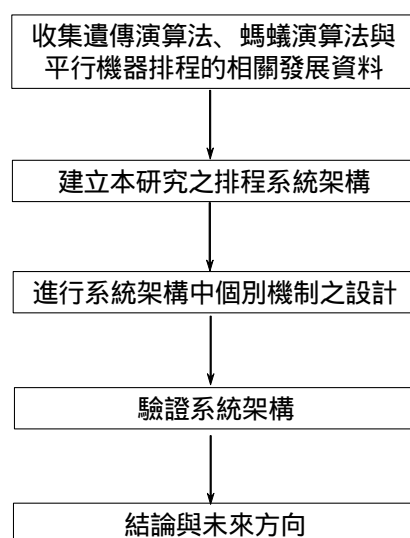 收集遺傳演算法、螞蟻演算法與
平行機器排程的相關發展資料
建立本研究之排程系統架構
進行系統架構中個別機制之設計
驗證系統架構
結論與未來方向